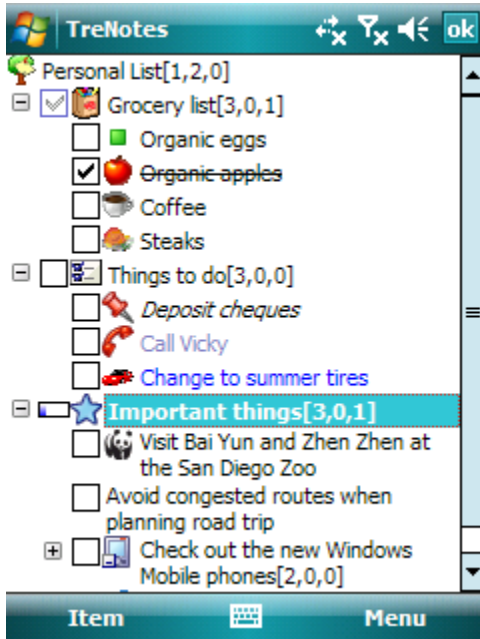 TreNotes
ok
Personal List[1,2,0]
Grocery list[3,0,1]
Organic eggs
Organic apples
Coffee
Steaks
Things to do[3,0,0]
Deposit cheques
Call Vicky
Change to summer tires
Important things[3,0,1]
Visit Bai Yun and Zhen Zhen at
the San Diego Zoo
Avoid congested routes when
planning road trip
Check out the new Windows
Mobile phones[2,0,0]
Item
Menu